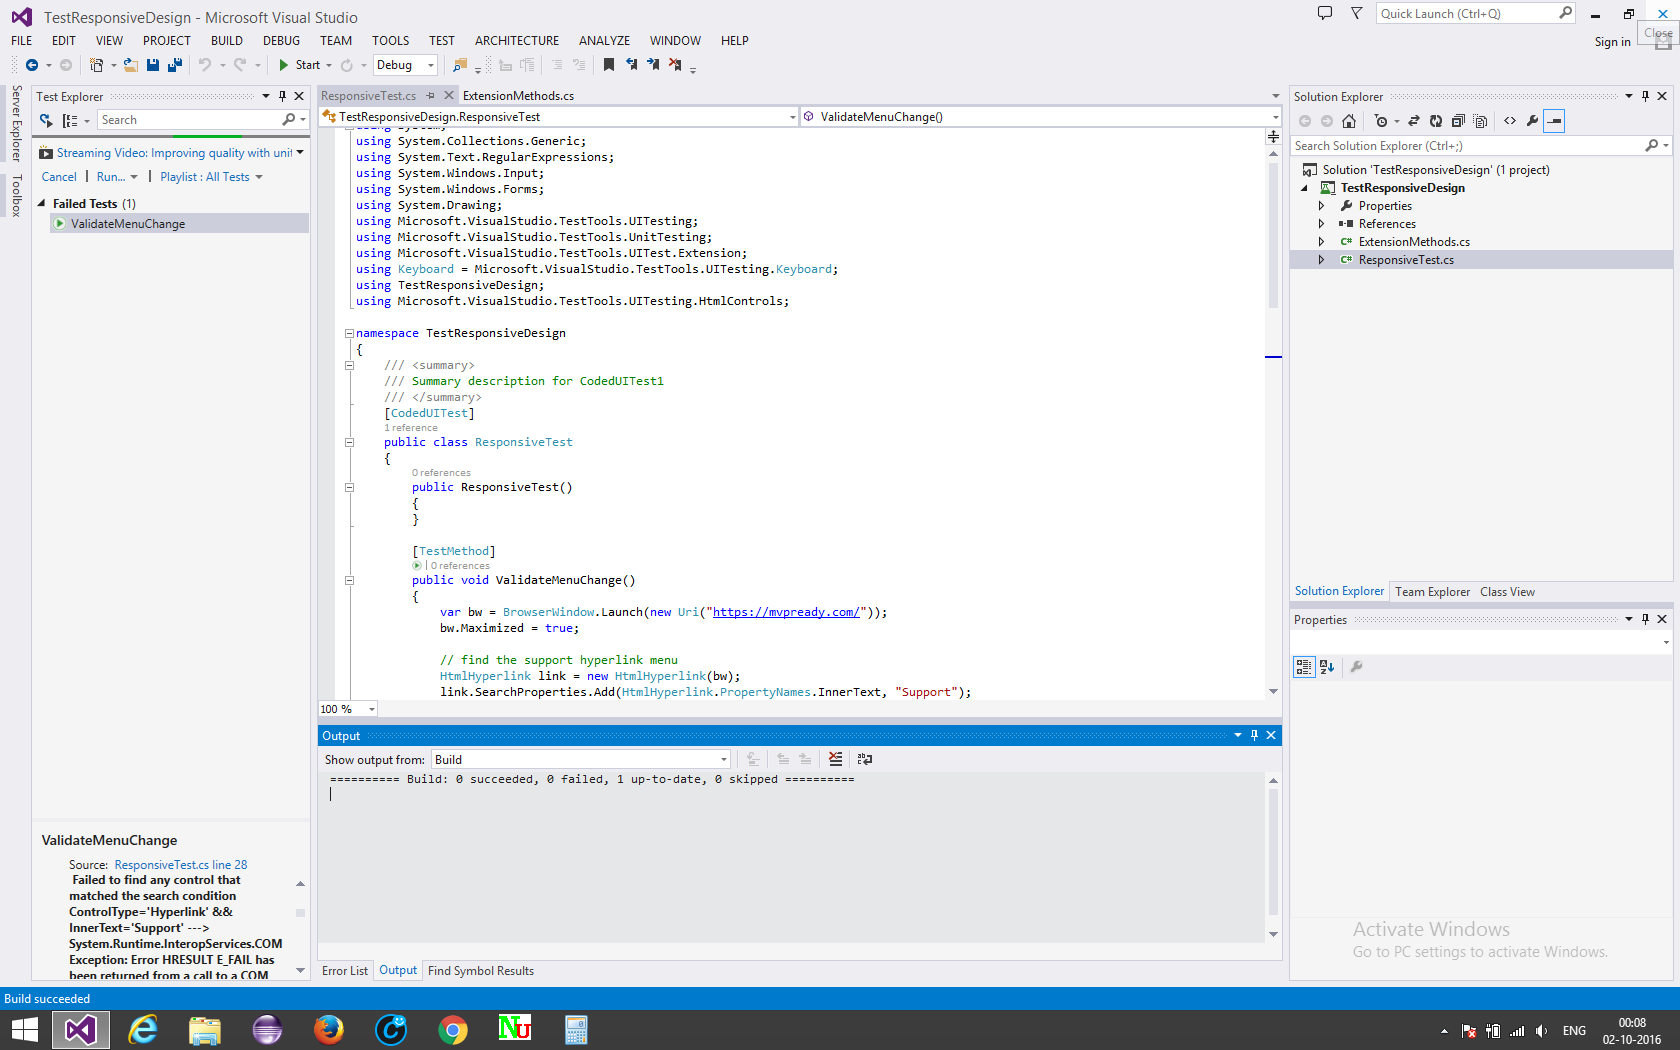 TestResponsiveDesign - Microsoft Visual Studio
Quick Launch (Ctrl+Q)
FILE EDIT VIEW PROJECT BUILD DEBUG TEAM TOOLS TEST ARCHITECTURE ANALYZE WINDOW HELP
Sign in
Close
Start
Debug
Server Explorer
Toolbox
Test Explorer
Search
Streaming Video: Improving quality with unit
Cancel | Run... | Playlist : All Tests
Failed Tests (1)
ValidateMenuChange
ValidateMenuChange
Source: ResponsiveTest.cs line 28
Failed to find any control that
matched the search condition
ControlType='Hyperlink' &&
InnerText='Support' --->
System.Runtime.InteropServices.COM
Exception: Error HRESULT E_FAIL has
been returned from a call to a COM
ResponsiveTest.cs
ExtensionMethods.cs
TestResponsiveDesign.ResponsiveTest
ValidateMenuChange()
using System;
using System.Collections.Generic;
using System.Text.RegularExpressions;
using System.Windows.Input;
using System.Windows.Forms;
using System.Drawing;
using Microsoft.VisualStudio.TestTools.UITesting;
using Microsoft.VisualStudio.TestTools.UnitTesting;
using Microsoft.VisualStudio.TestTools.UITest.Extension;
using Keyboard = Microsoft.VisualStudio.TestTools.UITesting.Keyboard;
using TestResponsiveDesign;
using Microsoft.VisualStudio.TestTools.UITesting.HtmlControls;
namespace TestResponsiveDesign
{
/// <summary>
/// Summary description for CodedUITest1
/// </summary>
[CodedUITest]
1 reference
public class ResponsiveTest
{
0 references
public ResponsiveTest()
{
}
[TestMethod]
| 0 references
public void ValidateMenuChange()
{
var bw = BrowserWindow.Launch(new Uri("https://mvpready.com/"));
bw.Maximized = true;
// find the support hyperlink menu
HtmlHyperlink link = new HtmlHyperlink(bw);
link.SearchProperties.Add(HtmlHyperlink.PropertyNames.InnerText, "Support");
100 %
Output
Show output from: Build
========== Build: 0 succeeded, 0 failed, 1 up-to-date, 0 skipped ==========
Error List
Output
Find Symbol Results
Solution Explorer
Search Solution Explorer (Ctrl+;)
Solution 'TestResponsiveDesign' (1 project)
TestResponsiveDesign
Properties
References
C# ExtensionMethods.cs
C# ResponsiveTest.cs
Solution Explorer
Team Explorer
Class View
Properties
Activate Windows
Go to PC settings to activate Windows.
Build succeeded
NU
ENG
00:08
02-10-2016